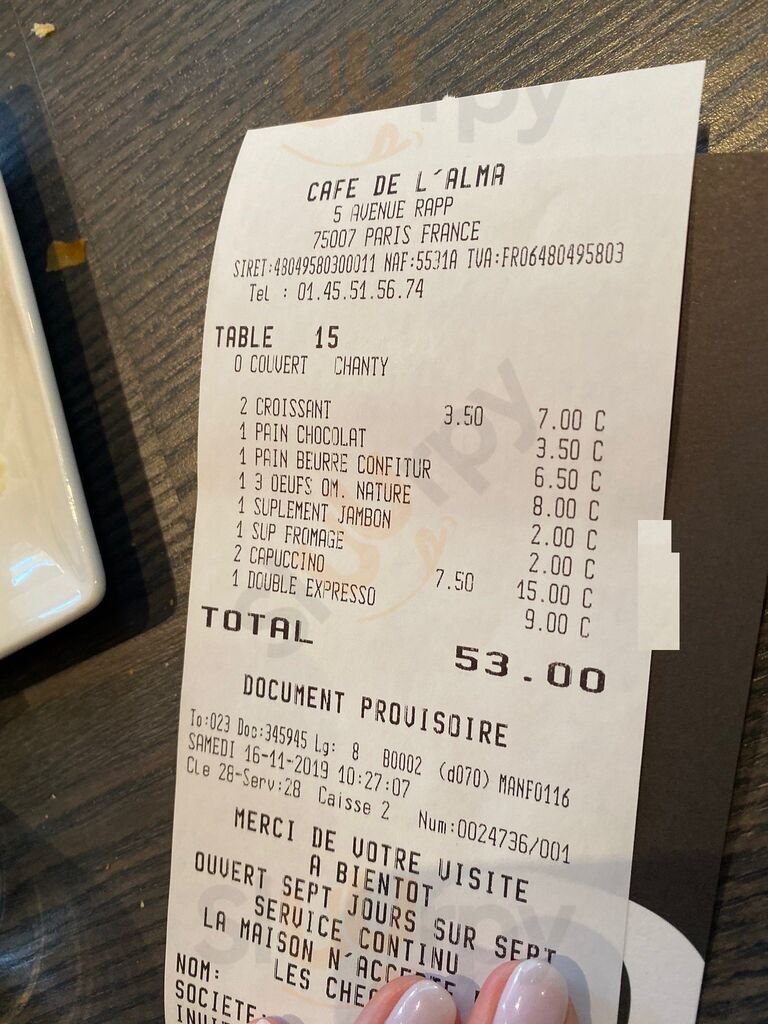 CAFE DE L'ALMA
5 AVENUE RAPP
75007 PARIS FRANCE
SIRET:48049580300011 NAF:5531A TVA:FR06480495803
Tel : 01.45.51.56.74
TABLE 15
0 COUVERT CHANTY
2 CROISSANT 3.50 7.00 C
1 PAIN CHOCOLAT 3.50 C
1 PAIN BEURRE CONFITUR 6.50 C
1 3 OEUFS OM. NATURE 8.00 C
1 SUPLEMENT JAMBON 2.00 C
1 SUP FROMAGE 2.00 C
2 CAPUCCINO 7.50 15.00 C
1 DOUBLE EXPRESSO 9.00 C
TOTAL 53.00
DOCUMENT PROVISOIRE
To:023 Doc:345945 Lg: 8 B0002 (d070) MANF0116
SAMEDI 16-11-2019 10:27:07
CLe 28-Serv:28 Caisse 2 Num:0024736/001
MERCI DE VOTRE VISITE
A BIENTOT
OUVERT SEPT JOURS SUR SEPT
SERVICE CONTINU
LA MAISON N'ACCEPTE
LES
NOM:
SOCIETE: